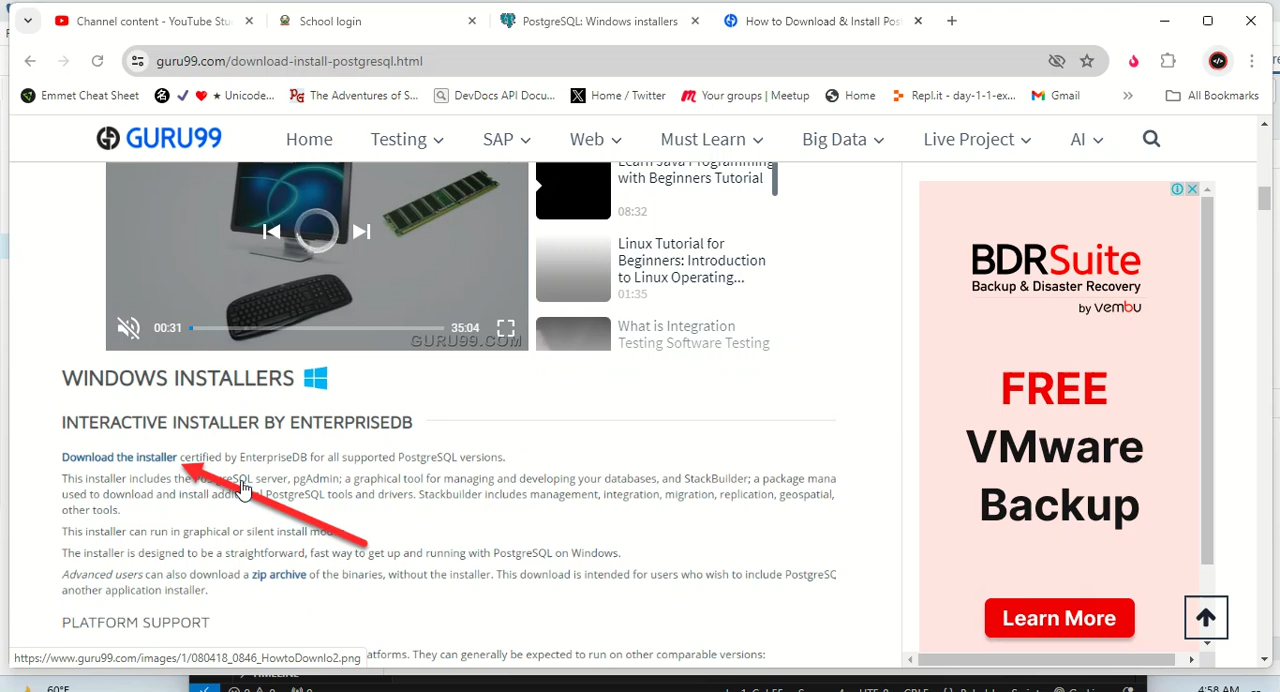 Channel content - YouTube Stu
School login
PostgreSQL: Windows installers
How to Download & Install Pos
guru99.com/download-install-postgresql.html
Emmet Cheat Sheet
★ Unicode...
The Adventures of S...
DevDocs API Docu...
Home / Twitter
Your groups | Meetup
Home
Repl.it - day-1-1-ex...
Gmail
»
All Bookmarks
GURU99
Home
Testing
SAP
Web
Must Learn
Big Data
Live Project
AI
Learn Java Programming
with Beginners Tutorial
08:32
Linux Tutorial for
Beginners: Introduction
to Linux Operating...
01:35
What is Integration
Testing Software Testing
00:31
35:04
GURU99.COM
WINDOWS INSTALLERS
INTERACTIVE INSTALLER BY ENTERPRISEDB
Download the installer certified by EnterpriseDB for all supported PostgreSQL versions.
This installer includes the PostgreSQL server, pgAdmin; a graphical tool for managing and developing your databases, and StackBuilder; a package mana
used to download and install additional PostgreSQL tools and drivers. Stackbuilder includes management, integration, migration, replication, geospatial,
other tools.
This installer can run in graphical or silent install mode
The installer is designed to be a straightforward, fast way to get up and running with PostgreSQL on Windows.
Advanced users can also download a zip archive of the binaries, without the installer. This download is intended for users who wish to include PostgreSQ
another application installer.
PLATFORM SUPPORT
atforms. They can generally be expected to run on other comparable versions:
https://www.guru99.com/images/1/080418_0846_HowtoDownlo2.png
BDRSuite
Backup & Disaster Recovery
by vembu
FREE
VMware
Backup
Learn More
60°F
TIMELINE
4:58 AM